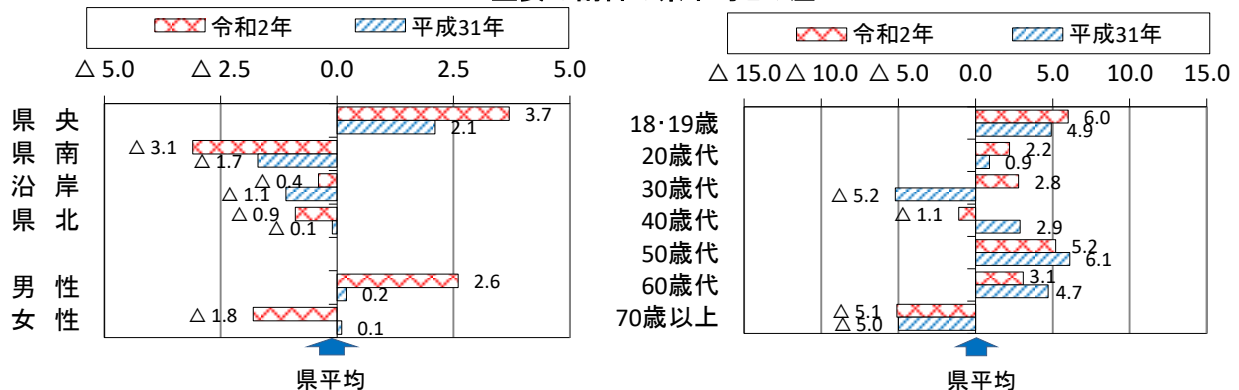 令和2年 平成31年
△ 5.0 △ 2.5 0.0 2.5 5.0
県 央 3.7
2.1
県 南 △ 3.1
△ 1.7
沿 岸 △ 0.4
△ 1.1
県 北 △ 0.9
△ 0.1
男 性 2.6
0.2
女 性 △ 1.8
0.1
県平均
令和2年 平成31年
△ 15.0 △ 10.0 △ 5.0 0.0 5.0 10.0 15.0
18・19歳 6.0
4.9
20歳代 2.2
0.9
30歳代 2.8
△ 5.2
40歳代 △ 1.1
2.9
50歳代 5.2
6.1
60歳代 3.1
4.7
70歳以上 △ 5.1
△ 5.0
県平均